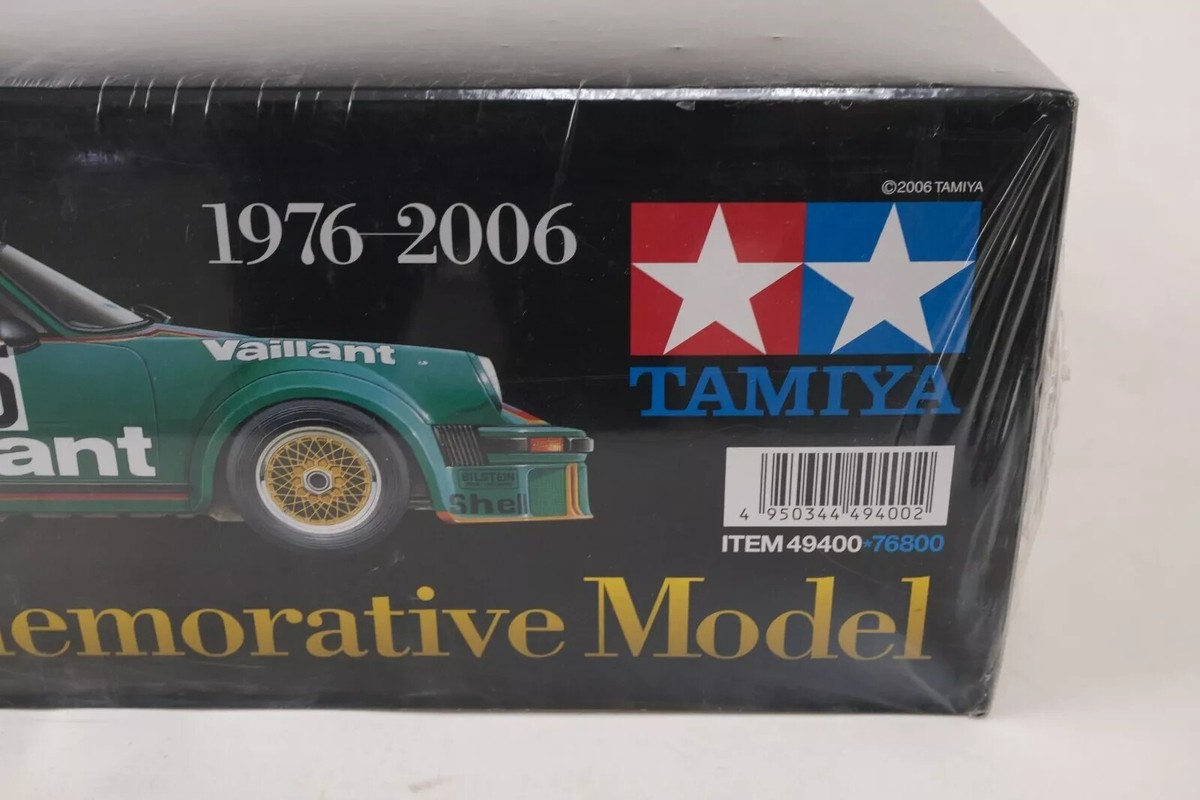 ©2006 TAMIYA
1976-2006
TAMIYA
Vaillant
ant
BILSTEIN
Shell
4 950344 494002
ITEM 49400*76800
emorative Model